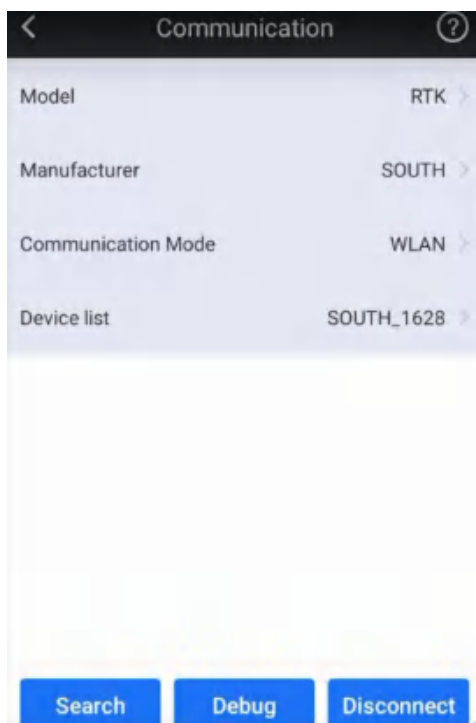 Communication ?
Model RTK
Manufacturer SOUTH
Communication Mode WLAN
Device list SOUTH_1628
Search Debug Disconnect